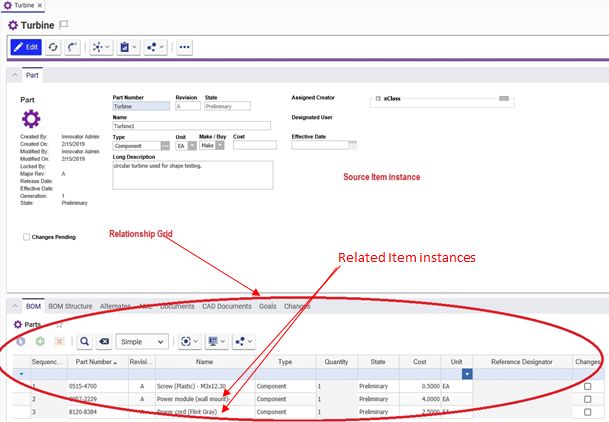 Turbine
Turbine
Edit
Part
Part
Created By: Innovator Admin
Created On: 2/15/2019
Modified By: Innovator Admin
Modified On: 2/15/2019
Locked By:
Major Rev: A
Release Date:
Effective Date:
Generation: 1
State: Preliminary
Changes Pending
Part Number Revision State
Turbine A Preliminary
Name
Turbine1
Type Unit Make / Buy Cost
Component EA Make
Long Description
circular turbine used for shape testing.
Assigned Creator
xClass
Designated User
Effective Date
Source Item instance
Relationship Grid
Related Item instances
BOM BOM Structure Alternates AML Documents CAD Documents Goals Changes
Parts
Simple
Sequenc... Part Number Revisi... Name Type Quantity State Cost Unit Reference Designator Changes
1 0515-4700 A Screw (Plastic) - M3x12.30 Component 1 Preliminary 0.5000 EA
2 8057-2229 A Power module (wall mount) Component 1 Preliminary 4.0000 EA
3 8120-8384 A Power cord (Flint Gray) Component 1 Preliminary 2.5000 EA